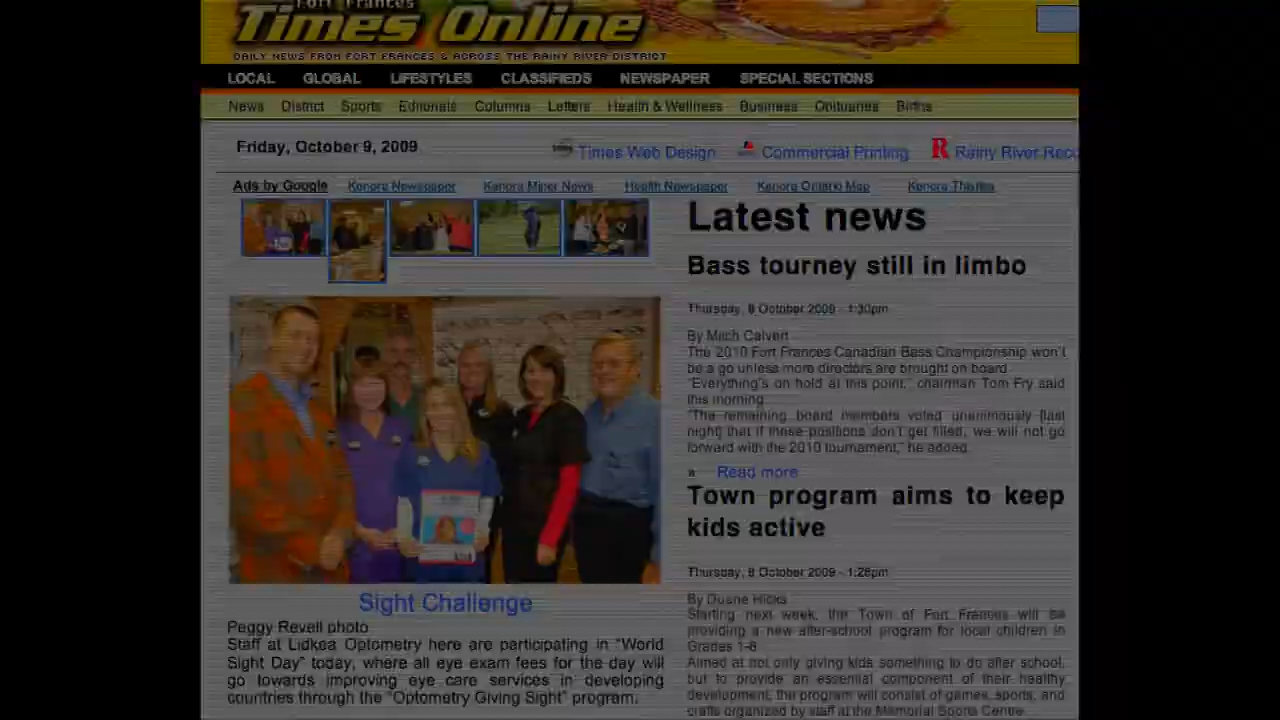 Fort Frances
Times Online
DAILY NEWS FROM FORT FRANCES & ACROSS THE RAINY RIVER DISTRICT
LOCAL GLOBAL LIFESTYLES CLASSIFIEDS NEWSPAPER SPECIAL SECTIONS
News District Sports Editorials Columns Letters Health & Wellness Business Obituaries Births
Friday, October 9, 2009
Times Web Design Commercial Printing Rainy River Reco
Ads by Google Kenora Newspaper Kenora Miner News Health Newspaper Kenora Ontario Map Kenora Thistles
Latest news
Bass tourney still in limbo
Thursday, 8 October 2009 - 1:30pm
By Mitch Calvert
The 2010 Fort Frances Canadian Bass Championship won't
be a go unless more directors are brought on board.
"Everything's on hold at this point," chairman Tom Fry said
this morning.
"The remaining board members voted unanimously [last
night] that if those positions don't get filled, we will not go
forward with the 2010 tournament," he added.
» Read more
Town program aims to keep
kids active
Thursday, 8 October 2009 - 1:28pm
By Duane Hicks
Starting next week, the Town of Fort Frances will be
providing a new after-school program for local children in
Grades 1-6.
Aimed at not only giving kids something to do after school,
but to provide an essential component of their healthy
development, the program will consist of games, sports, and
crafts organized by staff at the Memorial Sports Centre.
Sight Challenge
Peggy Revell photo
Staff at Lidkea Optometry here are participating in "World
Sight Day" today, where all eye exam fees for the day will
go towards improving eye care services in developing
countries through the "Optometry Giving Sight" program.